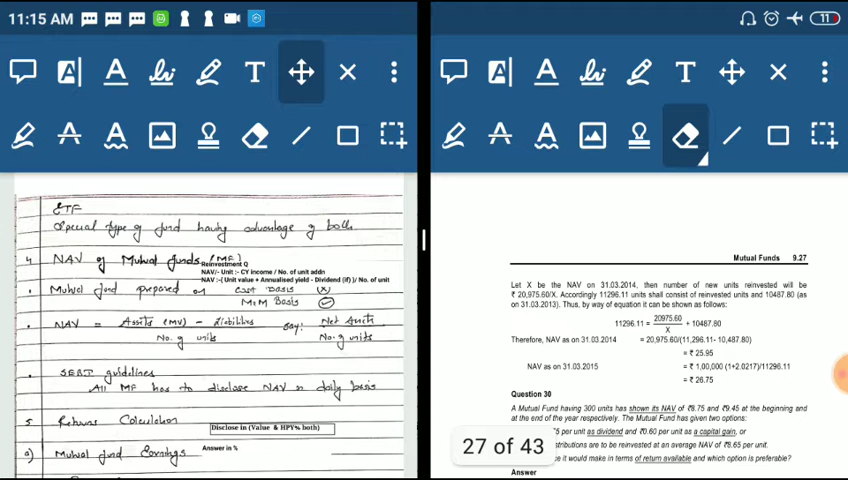 11:15 AM
11
ETF
Special type of fund having advantage of both
4 NAV of Mutual funds (MF)
Reinvestment Q
NAV/- Unit :- CY income / No. of unit addn
NAV :-( Unit value + Annualised yield - Dividend (if) ) / No. of unit
Mutual fund prepared on cost basis (X)
MTM Basis
NAV = Assets (MV) - Liabilities say: Net Assets
No. of units No. of units
SEBI guidelines
All MF has to disclose NAV on daily basis
5 Returns Calculation
Disclose in (Value & HPY% both)
a) Mutual fund Earnings
Answer in %
Mutual Funds 9.27
Let X be the NAV on 31.03.2014, then number of new units reinvested will be
₹ 20,975.60/X. Accordingly 11296.11 units shall consist of reinvested units and 10487.80 (as
on 31.03.2013). Thus, by way of equation it can be shown as follows:
11296.11 = 20975.60 / X + 10487.80
Therefore, NAV as on 31.03.2014 = 20,975.60/(11,296.11- 10,487.80)
= ₹ 25.95
NAV as on 31.03.2015 = ₹ 1,00,000 (1+2.0217)/11296.11
= ₹ 26.75
Question 30
A Mutual Fund having 300 units has shown its NAV of ₹8.75 and ₹9.45 at the beginning and
at the end of the year respectively. The Mutual Fund has given two options:
5 per unit as dividend and ₹0.60 per unit as a capital gain, or
stributions are to be reinvested at an average NAV of ₹8.65 per unit.
e it would make in terms of return available and which option is preferable?
Answer
27 of 43